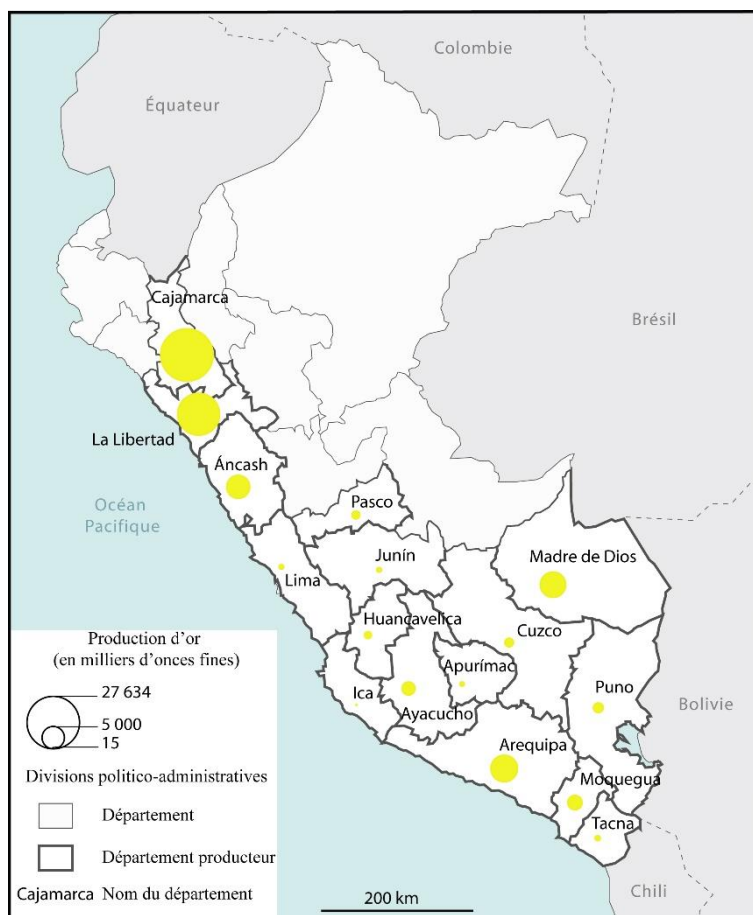 Colombie
Équateur
Brésil
Cajamarca
La Libertad
Áncash
Océan
Pacifique
Pasco
Junín
Madre de Dios
Lima
Huancavelica
Cuzco
Apurímac
Ica
Ayacucho
Puno
Bolivie
Arequipa
Moquegua
Tacna
Chili
Production d'or
(en milliers d'onces fines)
27 634
5 000
15
Divisions politico-administratives
Département
Département producteur
Cajamarca Nom du département
200 km